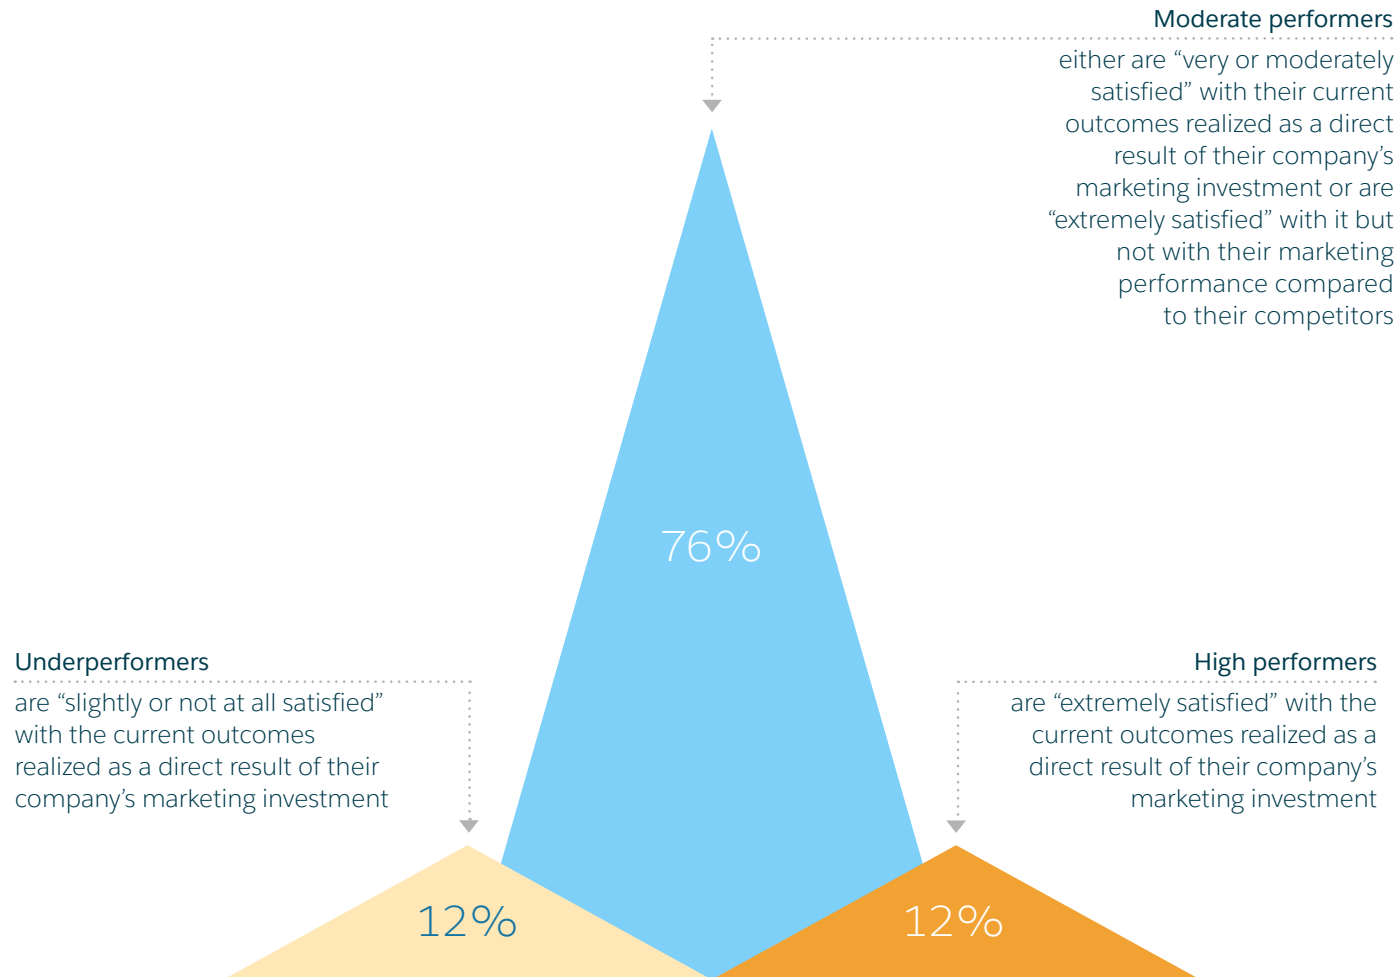 Moderate performers
either are “very or moderately
satisfied” with their current
outcomes realized as a direct
result of their company’s
marketing investment or are
“extremely satisfied” with it but
not with their marketing
performance compared
to their competitors
76%
Underperformers
are “slightly or not at all satisfied”
with the current outcomes
realized as a direct result of their
company’s marketing investment
12%
High performers
are “extremely satisfied” with the
current outcomes realized as a
direct result of their company’s
marketing investment
12%